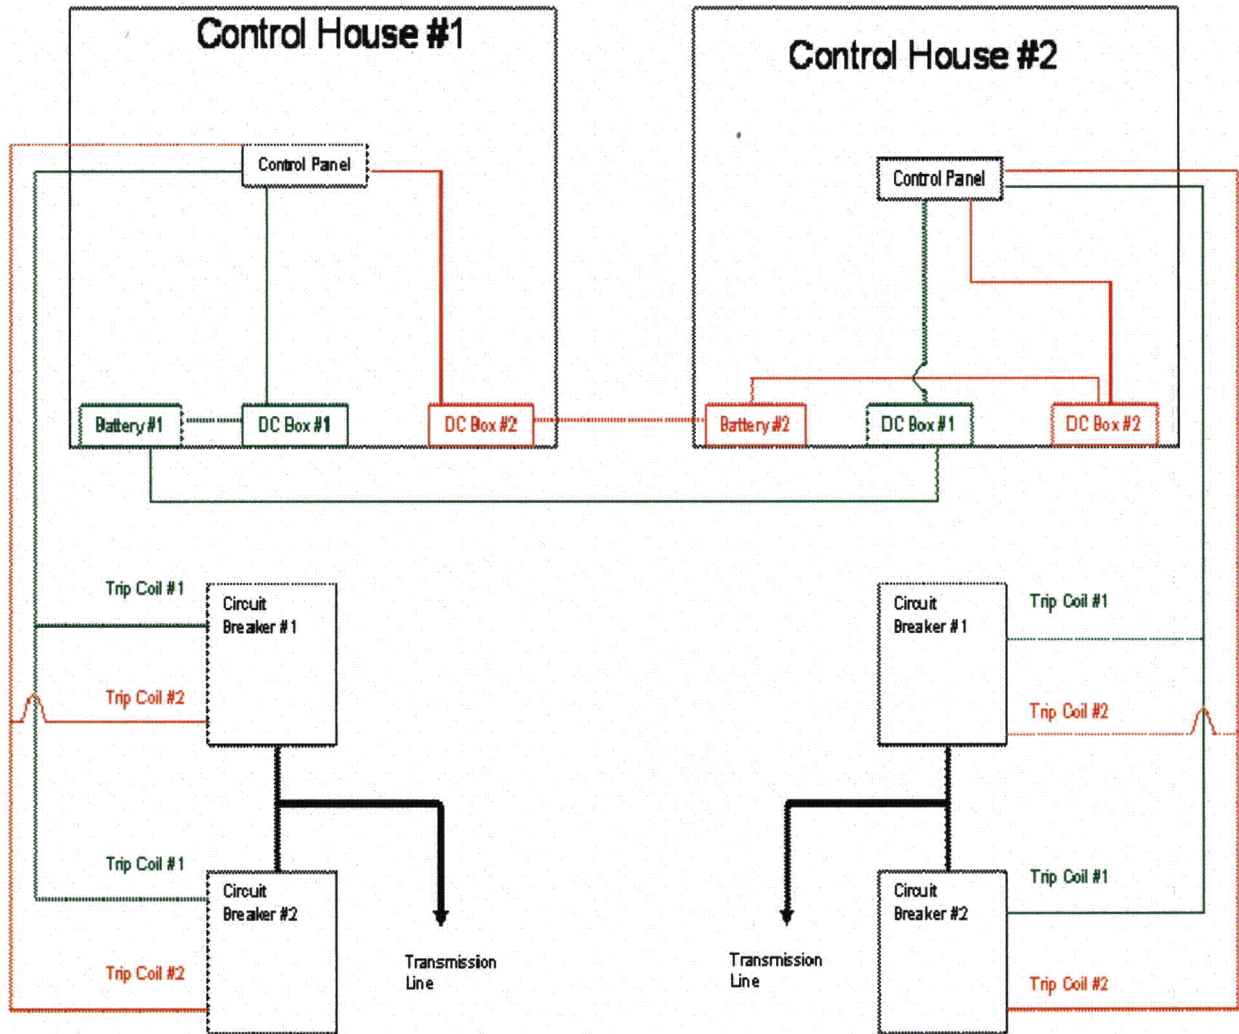 Control House #1
Control House #2
Control Panel
Control Panel
Battery #1
DC Box #1
DC Box #2
Battery #2
DC Box #1
DC Box #2
Trip Coil #1
Circuit
Breaker #1
Trip Coil #2
Circuit
Breaker #1
Trip Coil #1
Trip Coil #2
Trip Coil #1
Circuit
Breaker #2
Trip Coil #2
Transmission
Line
Transmission
Line
Circuit
Breaker #2
Trip Coil #1
Trip Coil #2